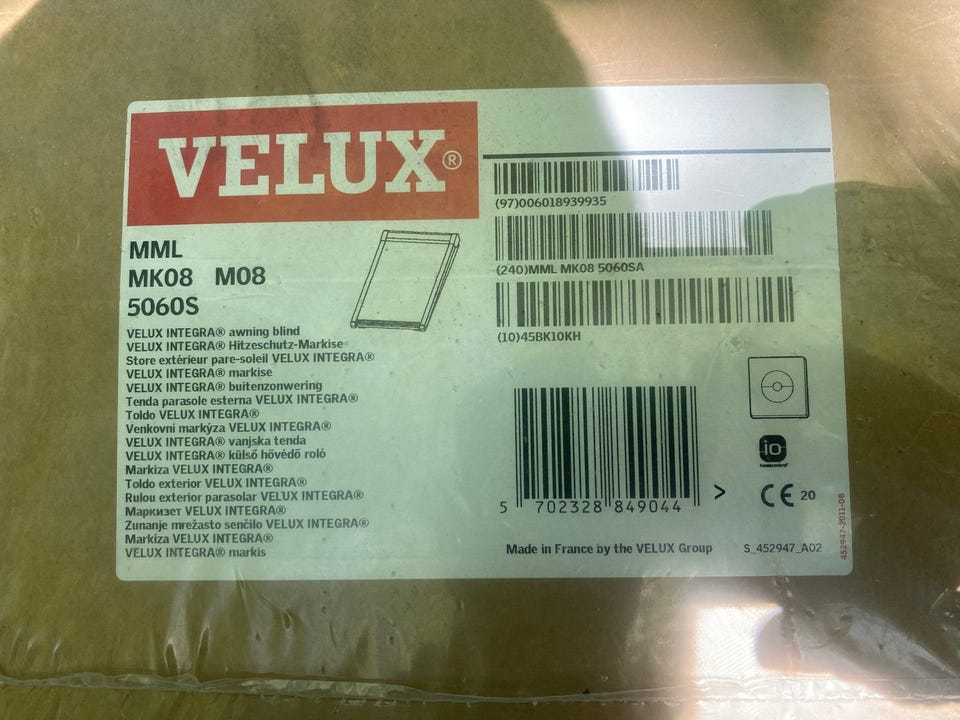 VELUX®
MML
MK08 M08
5060S
VELUX INTEGRA® awning blind
VELUX INTEGRA® Hitzeschutz-Markise
Store extérieur pare-soleil VELUX INTEGRA®
VELUX INTEGRA® markise
VELUX INTEGRA® buitenzonwering
Tenda parasole esterna VELUX INTEGRA®
Toldo VELUX INTEGRA®
Venkovni markýza VELUX INTEGRA®
VELUX INTEGRA® vanjska tenda
VELUX INTEGRA® külső hővédő roló
Markiza VELUX INTEGRA®
Toldo exterior VELUX INTEGRA®
Rulou exterior parasolar VELUX INTEGRA®
Маркизет VELUX INTEGRA®
Zunanje mrežasto senčilo VELUX INTEGRA®
Markíza VELUX INTEGRA®
VELUX INTEGRA® markis
(97)006018939935
(240)MML MK08 5060SA
(10)45BK10KH
io
homecontrol®
5 702328 849044 >
CE 20
Made in France by the VELUX Group
S_452947_A02
452947-2011-08